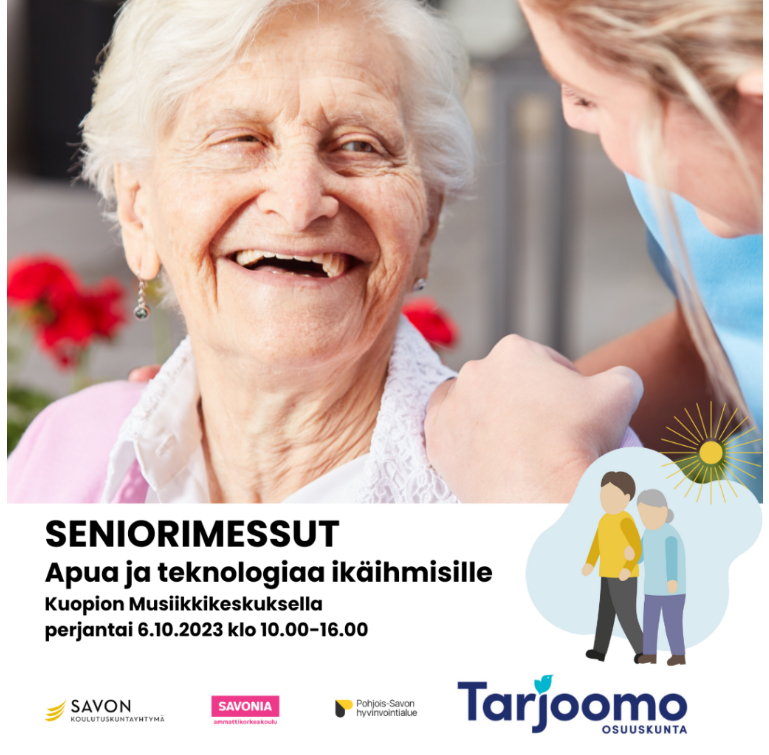 SENIORIMESSUT
Apua ja teknologiaa ikäihmisille
Kuopion Musiikkikeskuksella
perjantai 6.10.2023 klo 10.00-16.00
SAVON
KOULUTUSKUNTAYHTYMÄ
SAVONIA
ammattikorkeakoulu
Pohjois-Savon
hyvinvointialue
Tarjoomo
OSUUSKUNTA